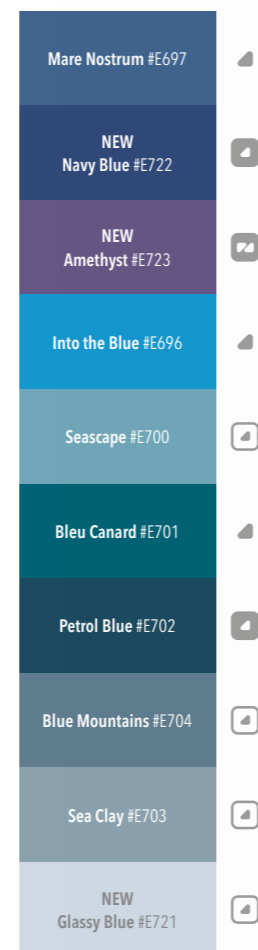 Mare Nostrum #E697
NEW
Navy Blue #E722
NEW
Amethyst #E723
Into the Blue #E696
Seascape #E700
Bleu Canard #E701
Petrol Blue #E702
Blue Mountains #E704
Sea Clay #E703
NEW
Glassy Blue #E721